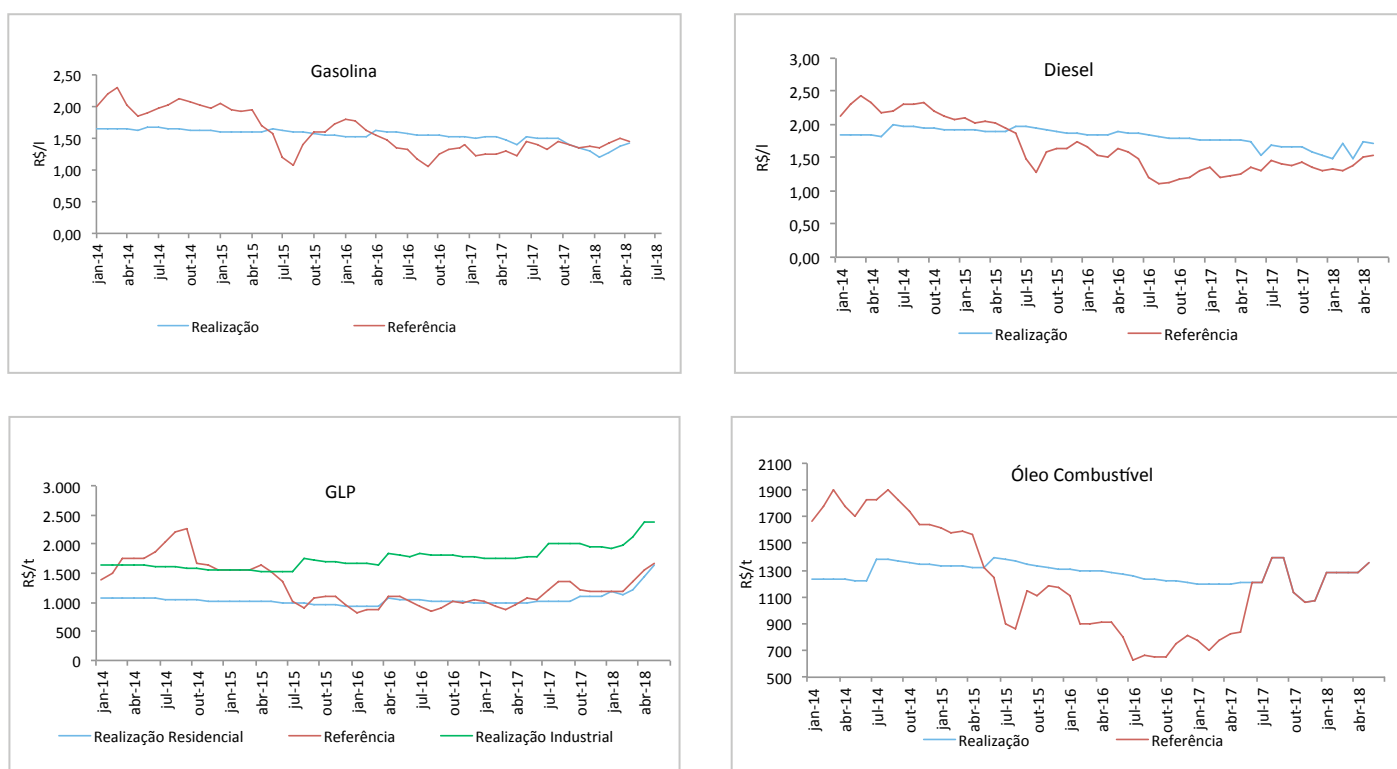 Gasolina
R$/l
2,50
2,00
1,50
1,00
0,50
0,00
jan-14
abr-14
jul-14
out-14
jan-15
abr-15
jul-15
out-15
jan-16
abr-16
jul-16
out-16
jan-17
abr-17
jul-17
out-17
jan-18
abr-18
jul-18
Realização Referência
Diesel
R$/l
3,00
2,50
2,00
1,50
1,00
0,50
0,00
jan-14
abr-14
jul-14
out-14
jan-15
abr-15
jul-15
out-15
jan-16
abr-16
jul-16
out-16
jan-17
abr-17
jul-17
out-17
jan-18
abr-18
Realização Referência
GLP
R$/t
3.000
2.500
2.000
1.500
1.000
500
0
jan-14
abr-14
jul-14
out-14
jan-15
abr-15
jul-15
out-15
jan-16
abr-16
jul-16
out-16
jan-17
abr-17
jul-17
out-17
jan-18
abr-18
Realização Residencial Referência Realização Industrial
Óleo Combustível
R$/t
2100
1900
1700
1500
1300
1100
900
700
500
jan-14
abr-14
jul-14
out-14
jan-15
abr-15
jul-15
out-15
jan-16
abr-16
jul-16
out-16
jan-17
abr-17
jul-17
out-17
jan-18
abr-18
Realização Referência